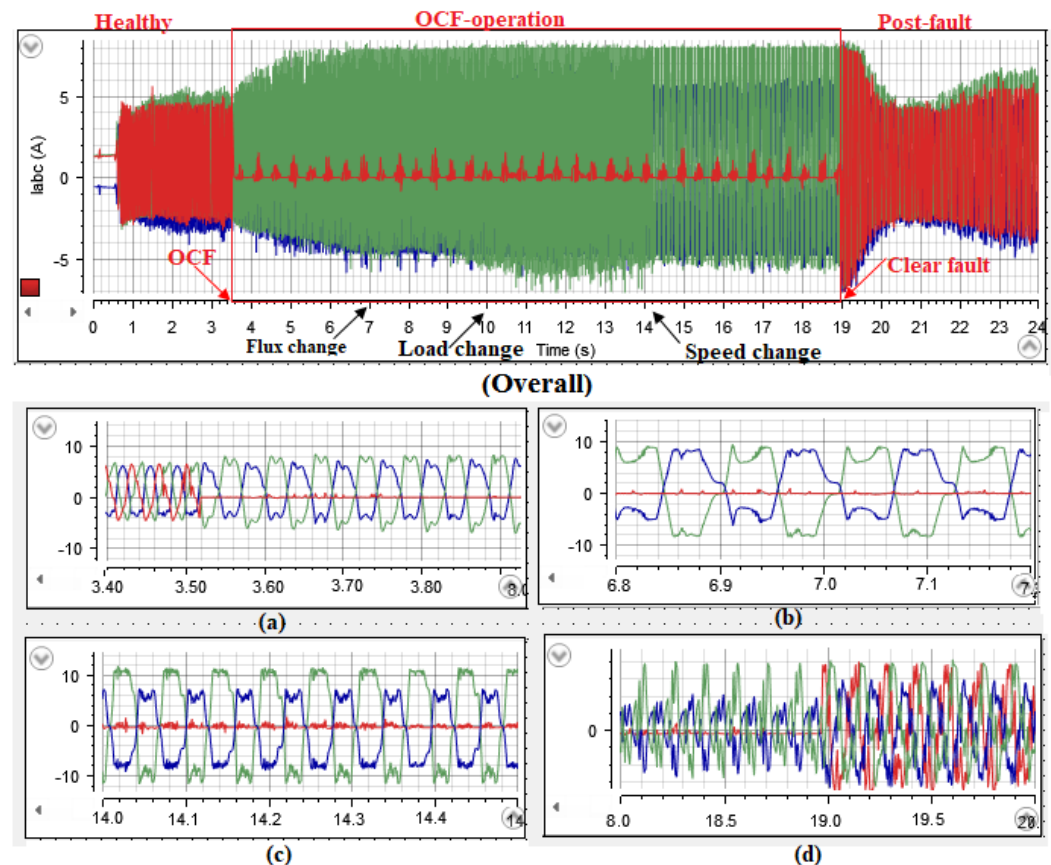 Healthy OCF-operation Post-fault
Iabc (A)
5
0
-5
OCF
Clear fault
0 1 2 3 4 5 6 7 8 9 10 11 12 13 14 15 16 17 18 19 20 21 22 23 24
Flux change Load change Time (s) Speed change
(Overall)
10
0
-10
3.40 3.50 3.60 3.70 3.80
(a)
10
0
-10
6.8 6.9 7.0 7.1
(b)
10
0
-10
14.0 14.1 14.2 14.3 14.4
(c)
0
8.0 18.5 19.0 19.5 20.
(d)